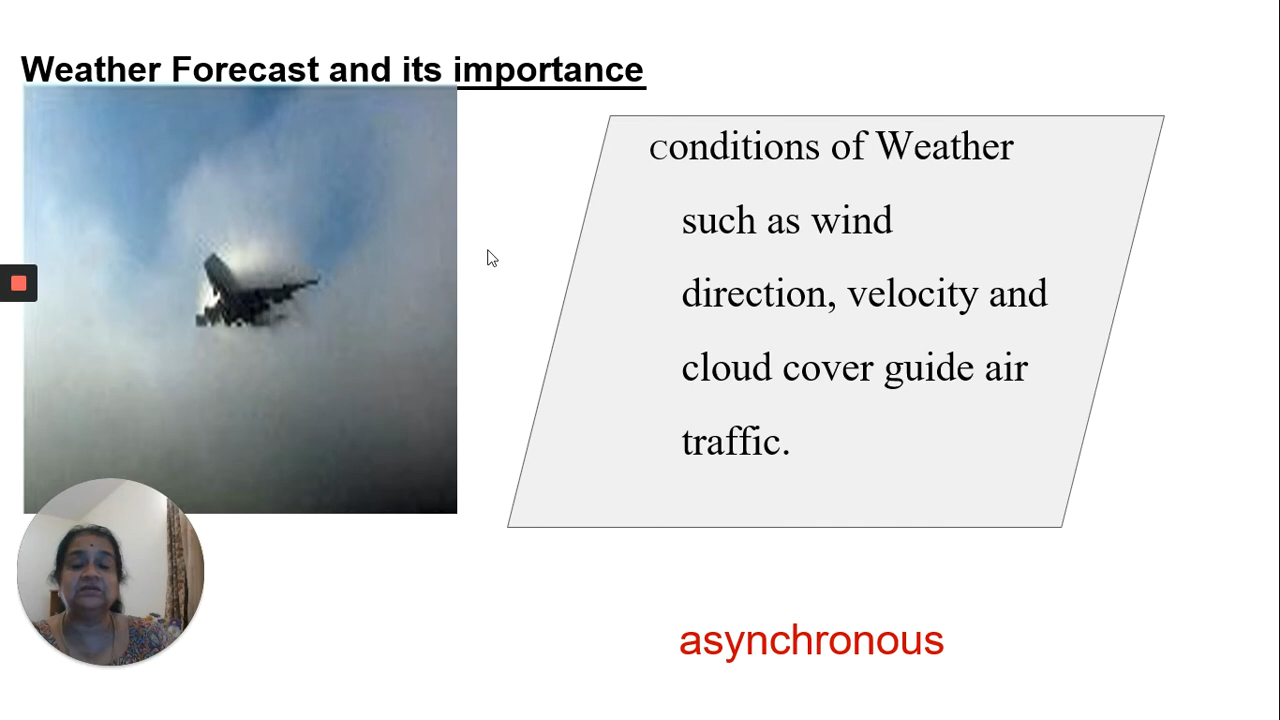 Weather Forecast and its importance
conditions of Weather
such as wind
direction, velocity and
cloud cover guide air
traffic.
asynchronous